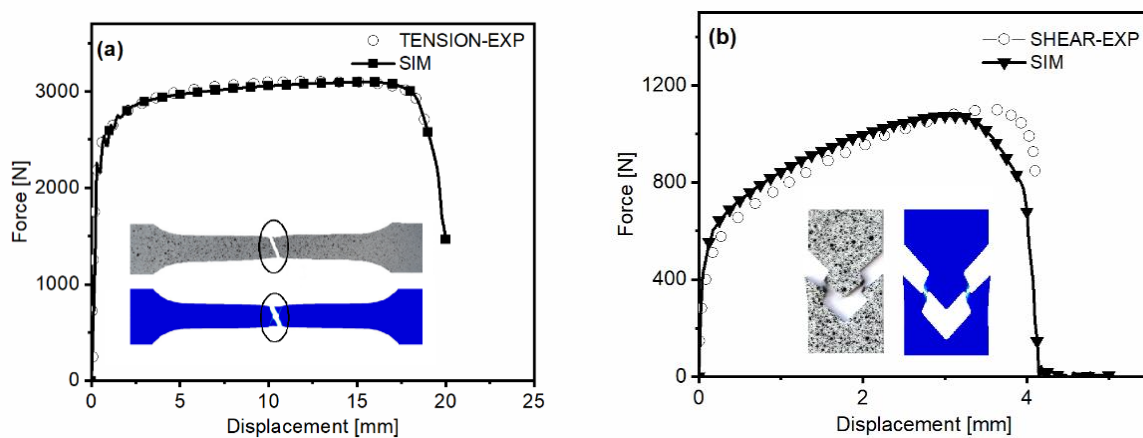 (a)
TENSION-EXP
SIM
Force [N]
3000
2000
1000
0
0
5
10
15
20
25
Displacement [mm]
(b)
SHEAR-EXP
SIM
Force [N]
1200
800
400
0
0
2
4
Displacement [mm]